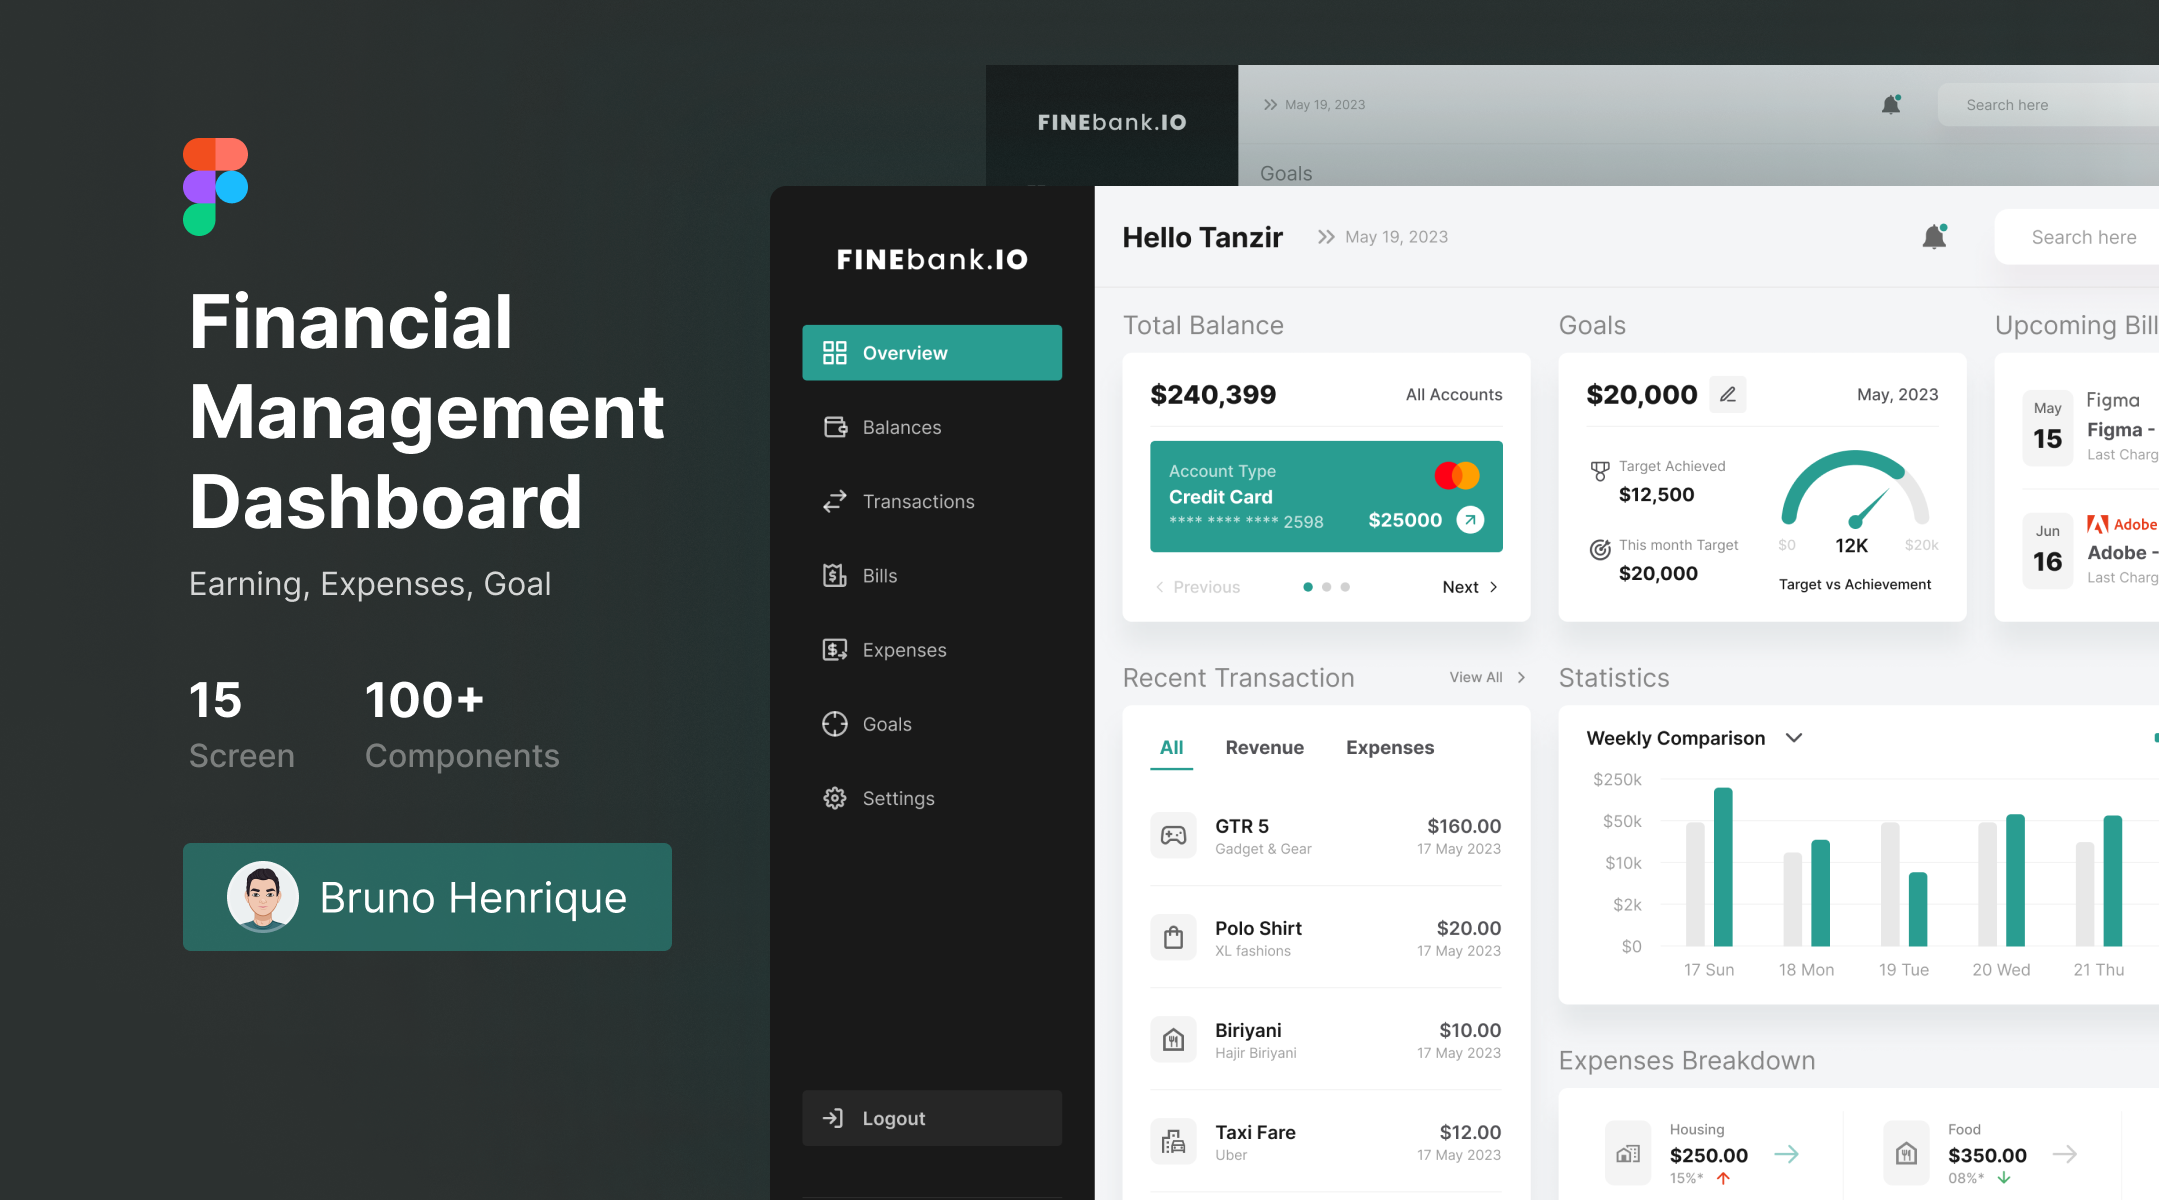 Financial
Management
Dashboard
Earning, Expenses, Goal
15
Screen
100+
Components
Bruno Henrique
FINEbank.IO
May 19, 2023
Search here
Goals
FINEbank.IO
Overview
Balances
Transactions
Bills
Expenses
Goals
Settings
Logout
Hello Tanzir
May 19, 2023
Search here
Total Balance
$240,399
All Accounts
Account Type
Credit Card
**** **** **** 2598
$25000
Previous
Next
Goals
$20,000
May, 2023
Target Achieved
$12,500
This month Target
$20,000
$0
12K
$20k
Target vs Achievement
Upcoming Bill
May
15
Figma
Figma -
Last Charg
Jun
16
Adobe
Adobe -
Last Charg
Recent Transaction
View All
All
Revenue
Expenses
GTR 5
Gadget & Gear
$160.00
17 May 2023
Polo Shirt
XL fashions
$20.00
17 May 2023
Biriyani
Hajir Biriyani
$10.00
17 May 2023
Taxi Fare
Uber
$12.00
17 May 2023
Statistics
Weekly Comparison
$250k
$50k
$10k
$2k
$0
17 Sun
18 Mon
19 Tue
20 Wed
21 Thu
Expenses Breakdown
Housing
$250.00
15%*
Food
$350.00
08%*